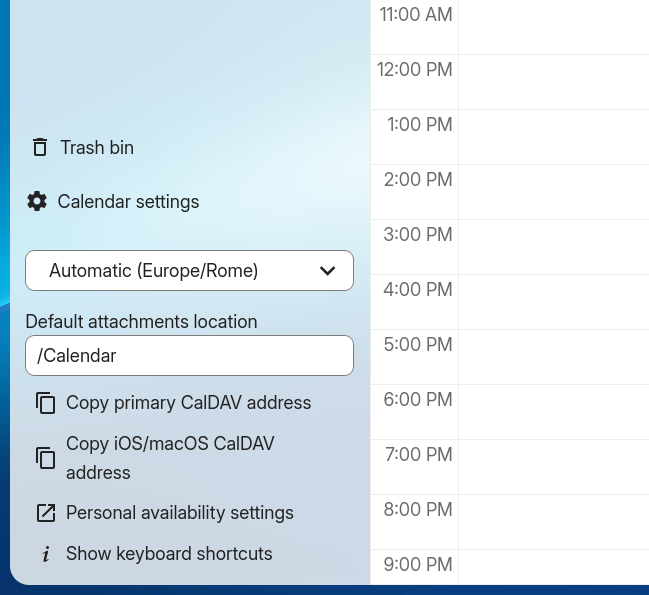 Trash bin
Calendar settings
Automatic (Europe/Rome)
Default attachments location
/Calendar
Copy primary CalDAV address
Copy iOS/macOS CalDAV
address
Personal availability settings
Show keyboard shortcuts
11:00 AM
12:00 PM
1:00 PM
2:00 PM
3:00 PM
4:00 PM
5:00 PM
6:00 PM
7:00 PM
8:00 PM
9:00 PM